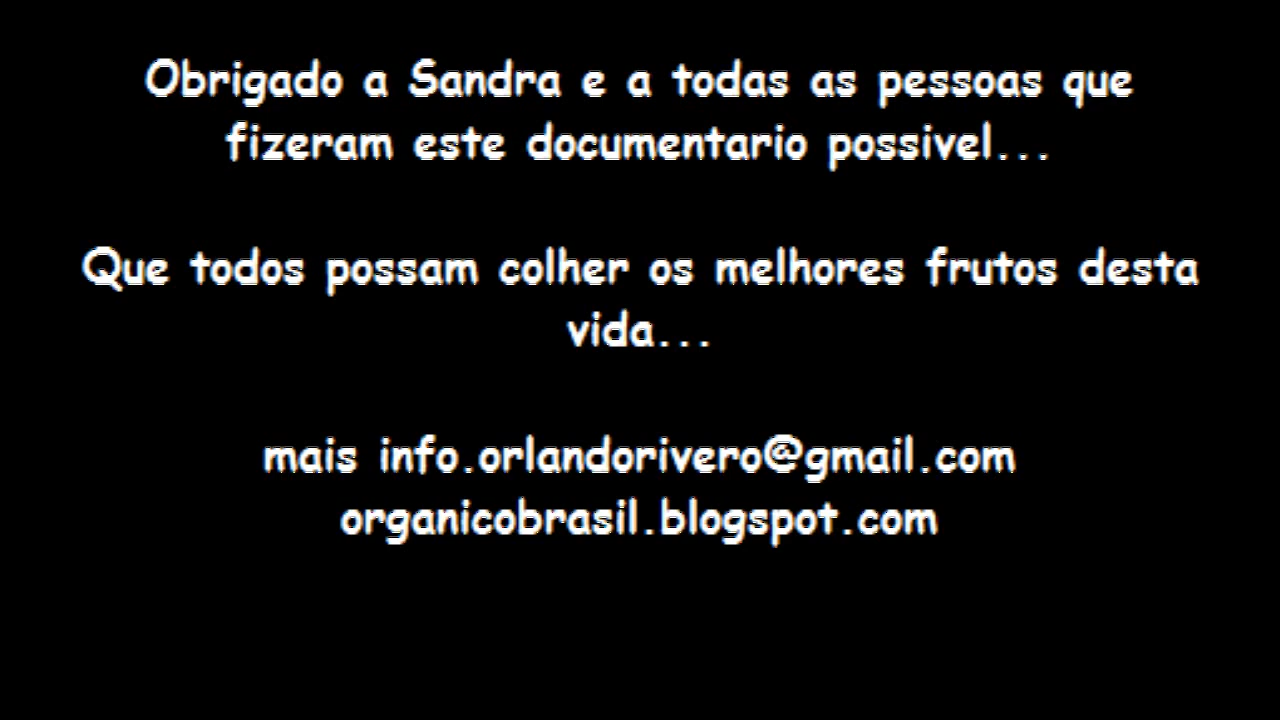 Obrigado a Sandra e a todas as pessoas que
fizeram este documentario possivel...
Que todos possam colher os melhores frutos desta
vida...
mais info.orlandorivero@gmail.com
organicobrasil.blogspot.com